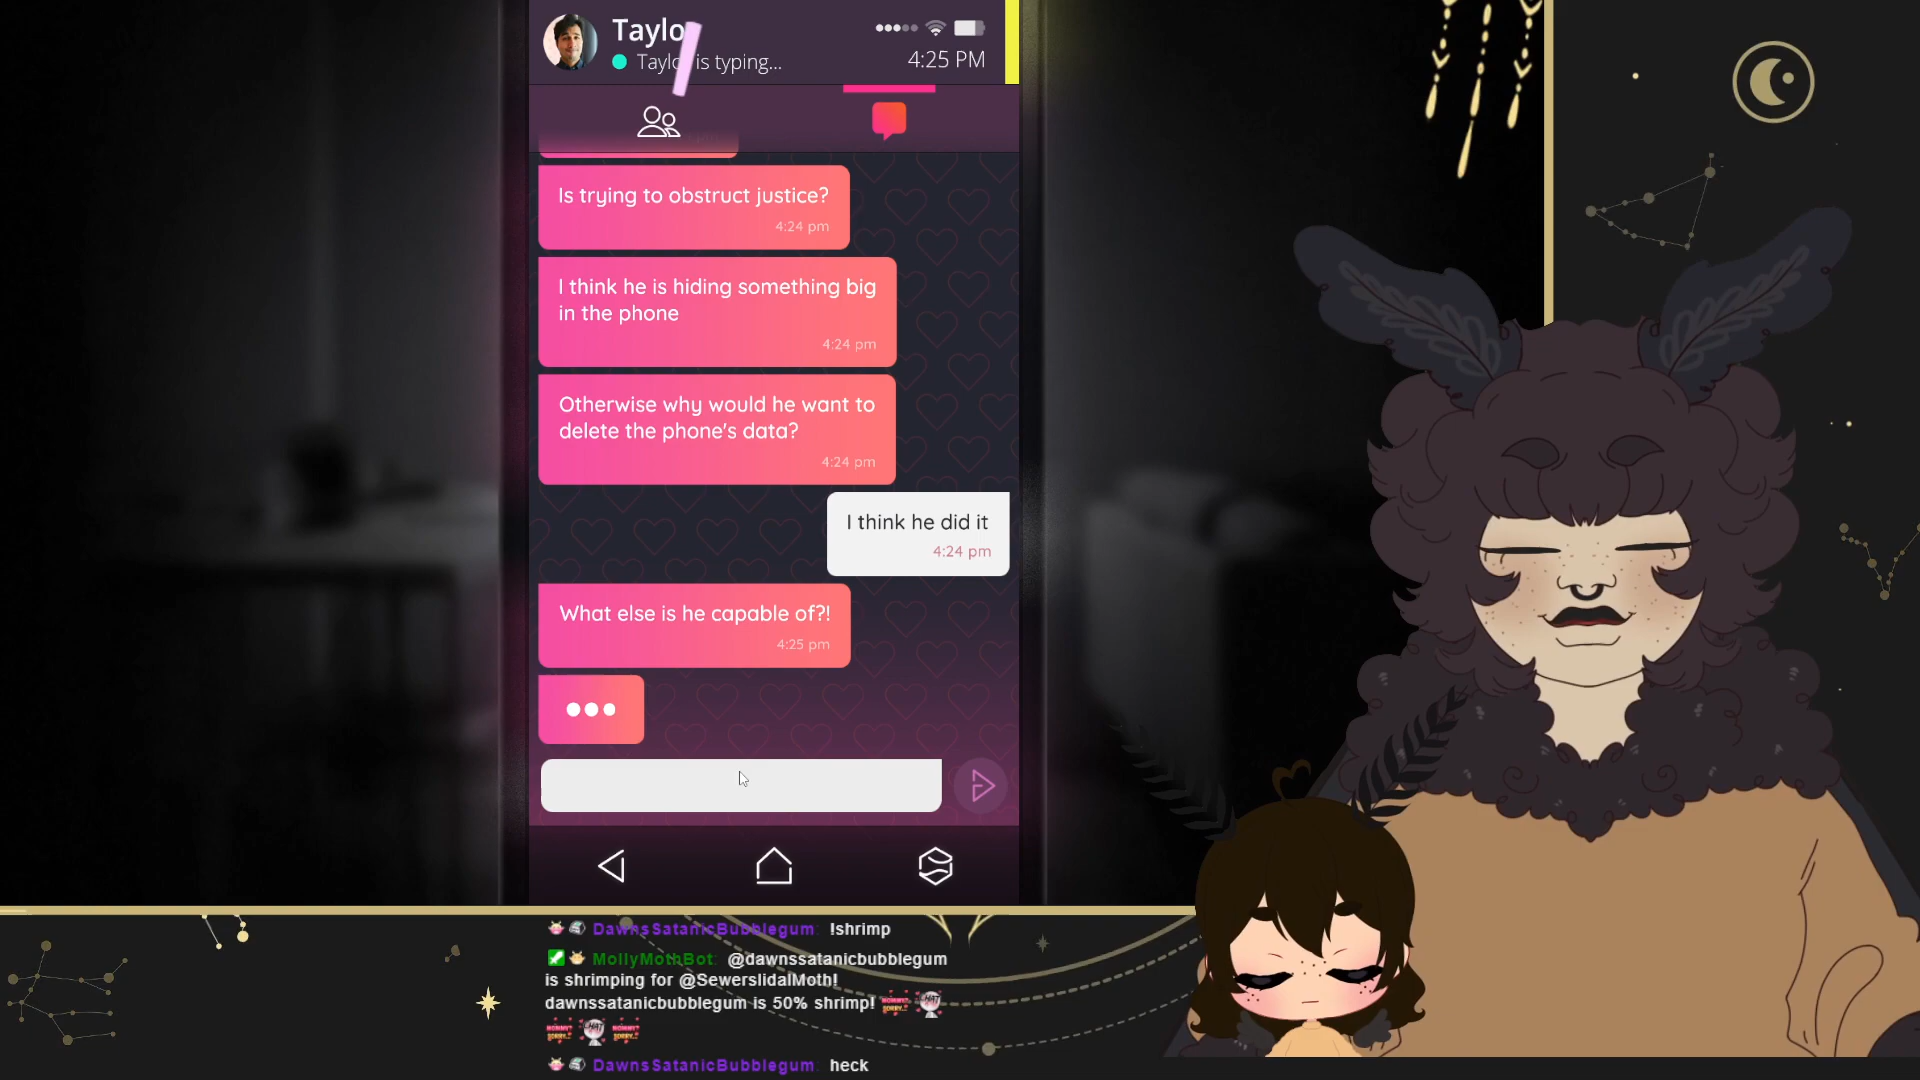 Taylo
Taylo is typing...
4:25 PM
Is trying to obstruct justice?
4:24 pm
I think he is hiding something big
in the phone
4:24 pm
Otherwise why would he want to
delete the phone's data?
4:24 pm
I think he did it
4:24 pm
What else is he capable of?!
4:25 pm
DawnsSatanicBubblegum: !shrimp
MollyMothBot: @dawnssatanicbubblegum
is shrimping for @SewerslidalMoth!
dawnssatanicbubblegum is 50% shrimp!
DawnsSatanicBubblegum: heck